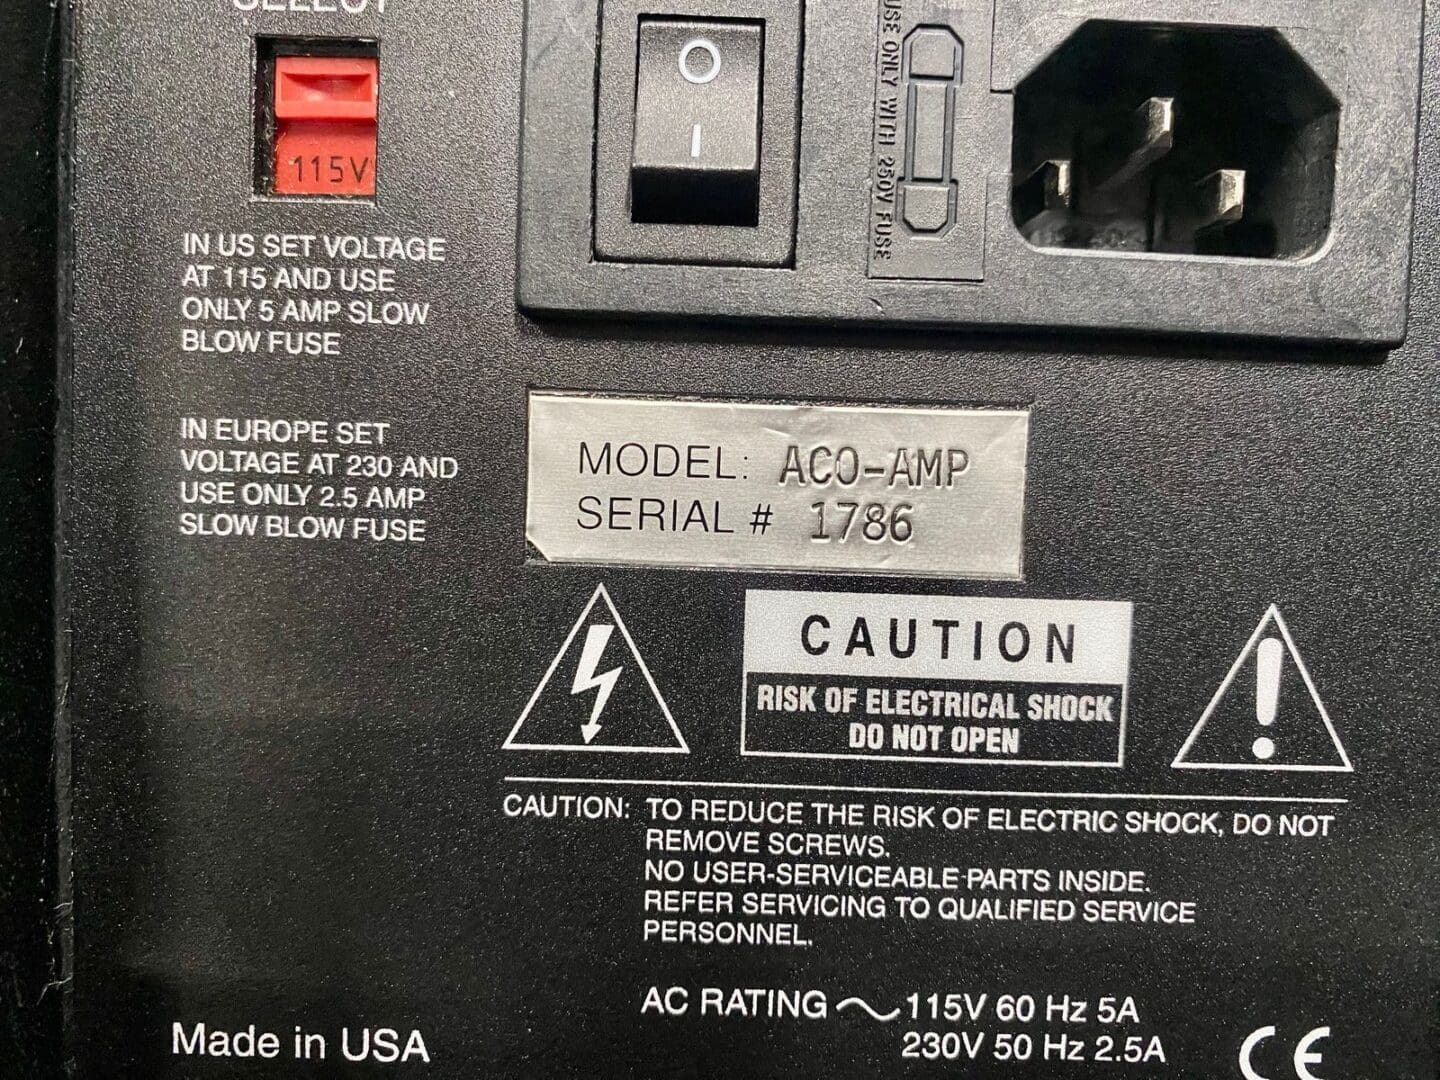 SELECT
115V
IN US SET VOLTAGE
AT 115 AND USE
ONLY 5 AMP SLOW
BLOW FUSE
IN EUROPE SET
VOLTAGE AT 230 AND
USE ONLY 2.5 AMP
SLOW BLOW FUSE
Made in USA
O
I
USE ONLY WITH 250V FUSE
MODEL: ACO-AMP
SERIAL # 1786
CAUTION
RISK OF ELECTRICAL SHOCK
DO NOT OPEN
CAUTION: TO REDUCE THE RISK OF ELECTRIC SHOCK, DO NOT
REMOVE SCREWS.
NO USER-SERVICEABLE PARTS INSIDE.
REFER SERVICING TO QUALIFIED SERVICE
PERSONNEL.
AC RATING ~ 115V 60 Hz 5A
230V 50 Hz 2.5A
CE